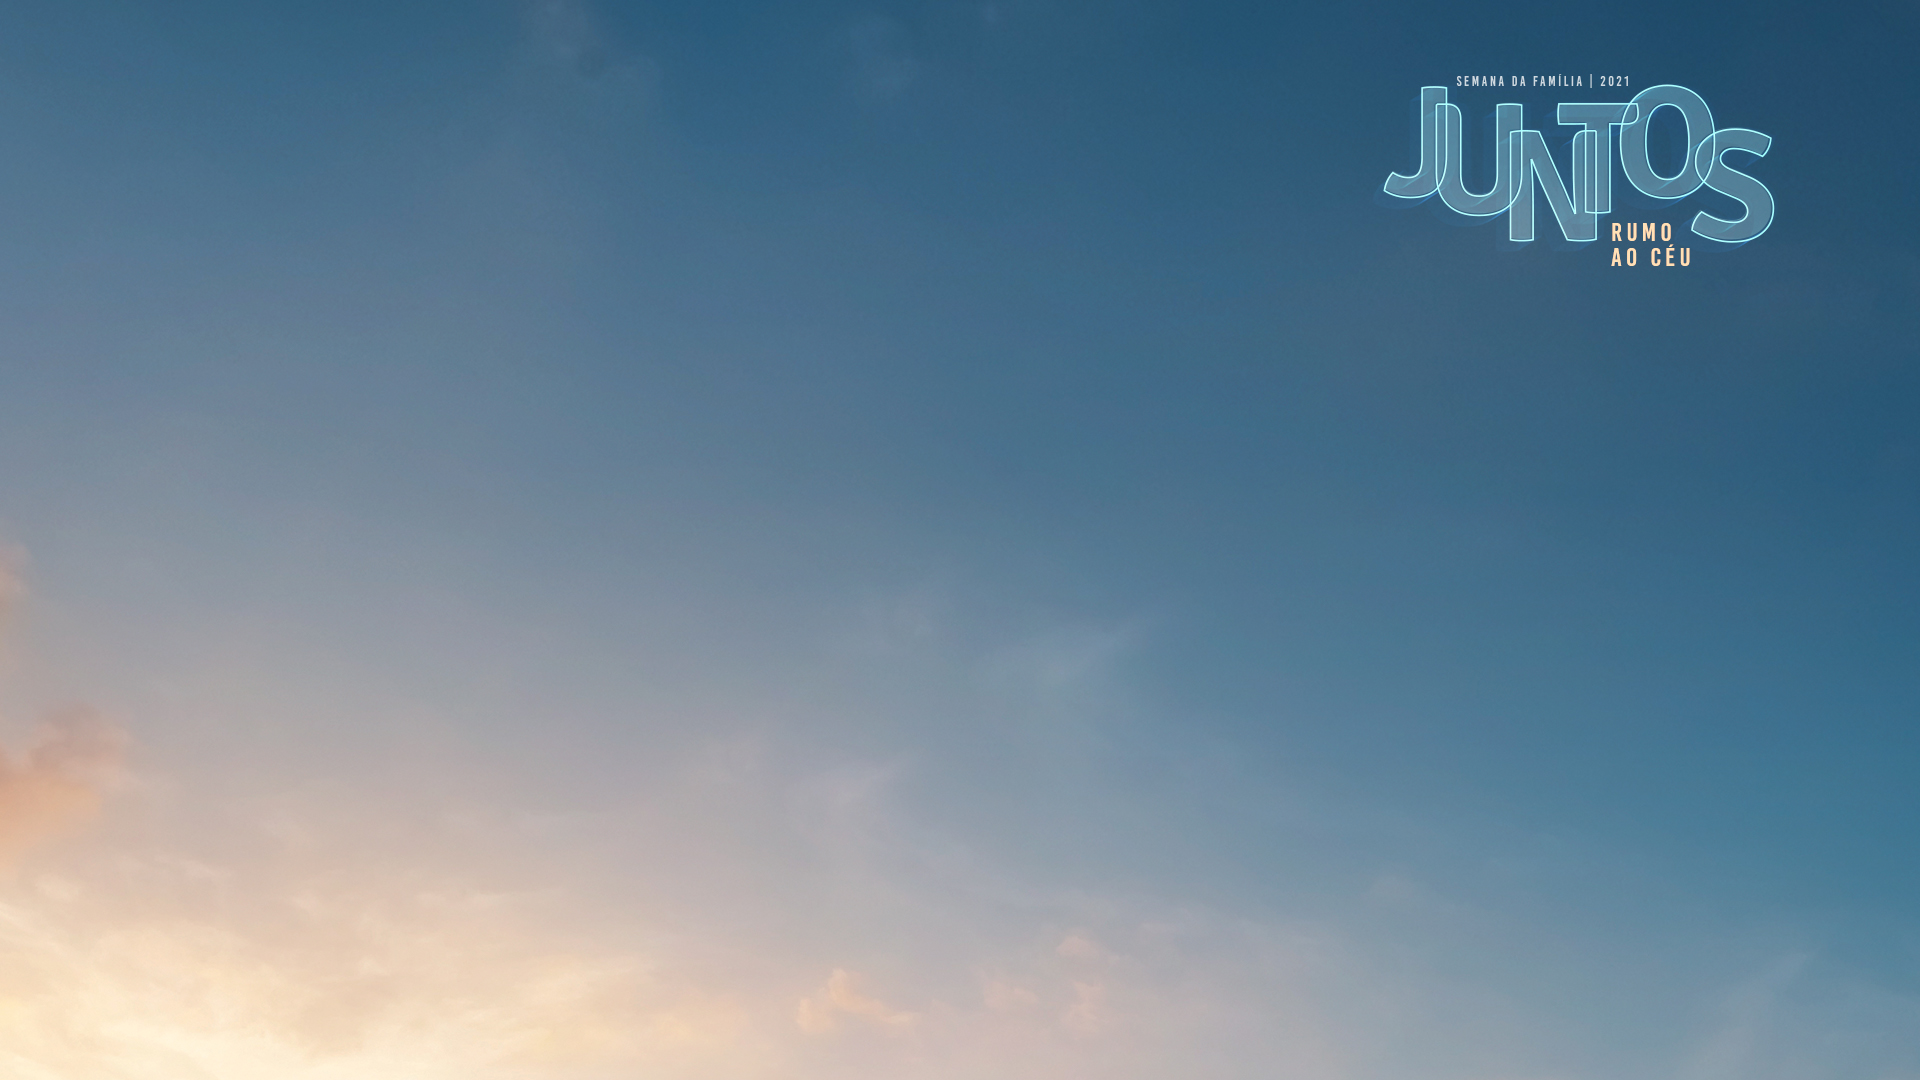 SEMANA DA FAMÍLIA | 2021
JUNTOS
RUMO
AO CÉU